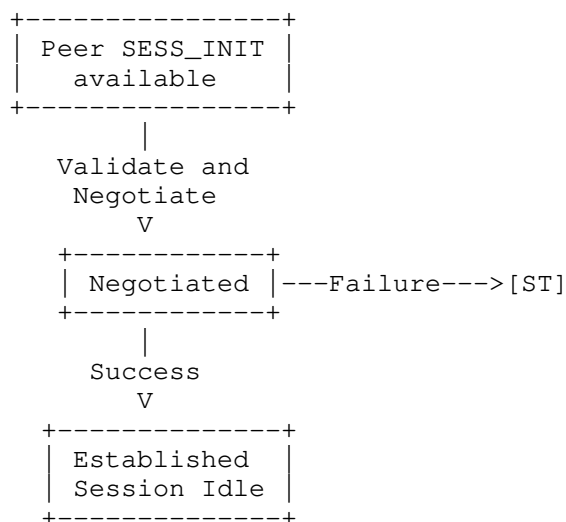 Peer SESS_INIT
available
Validate and
Negotiate
V
Negotiated ---Failure--->[ST]
Success
V
Established
Session Idle